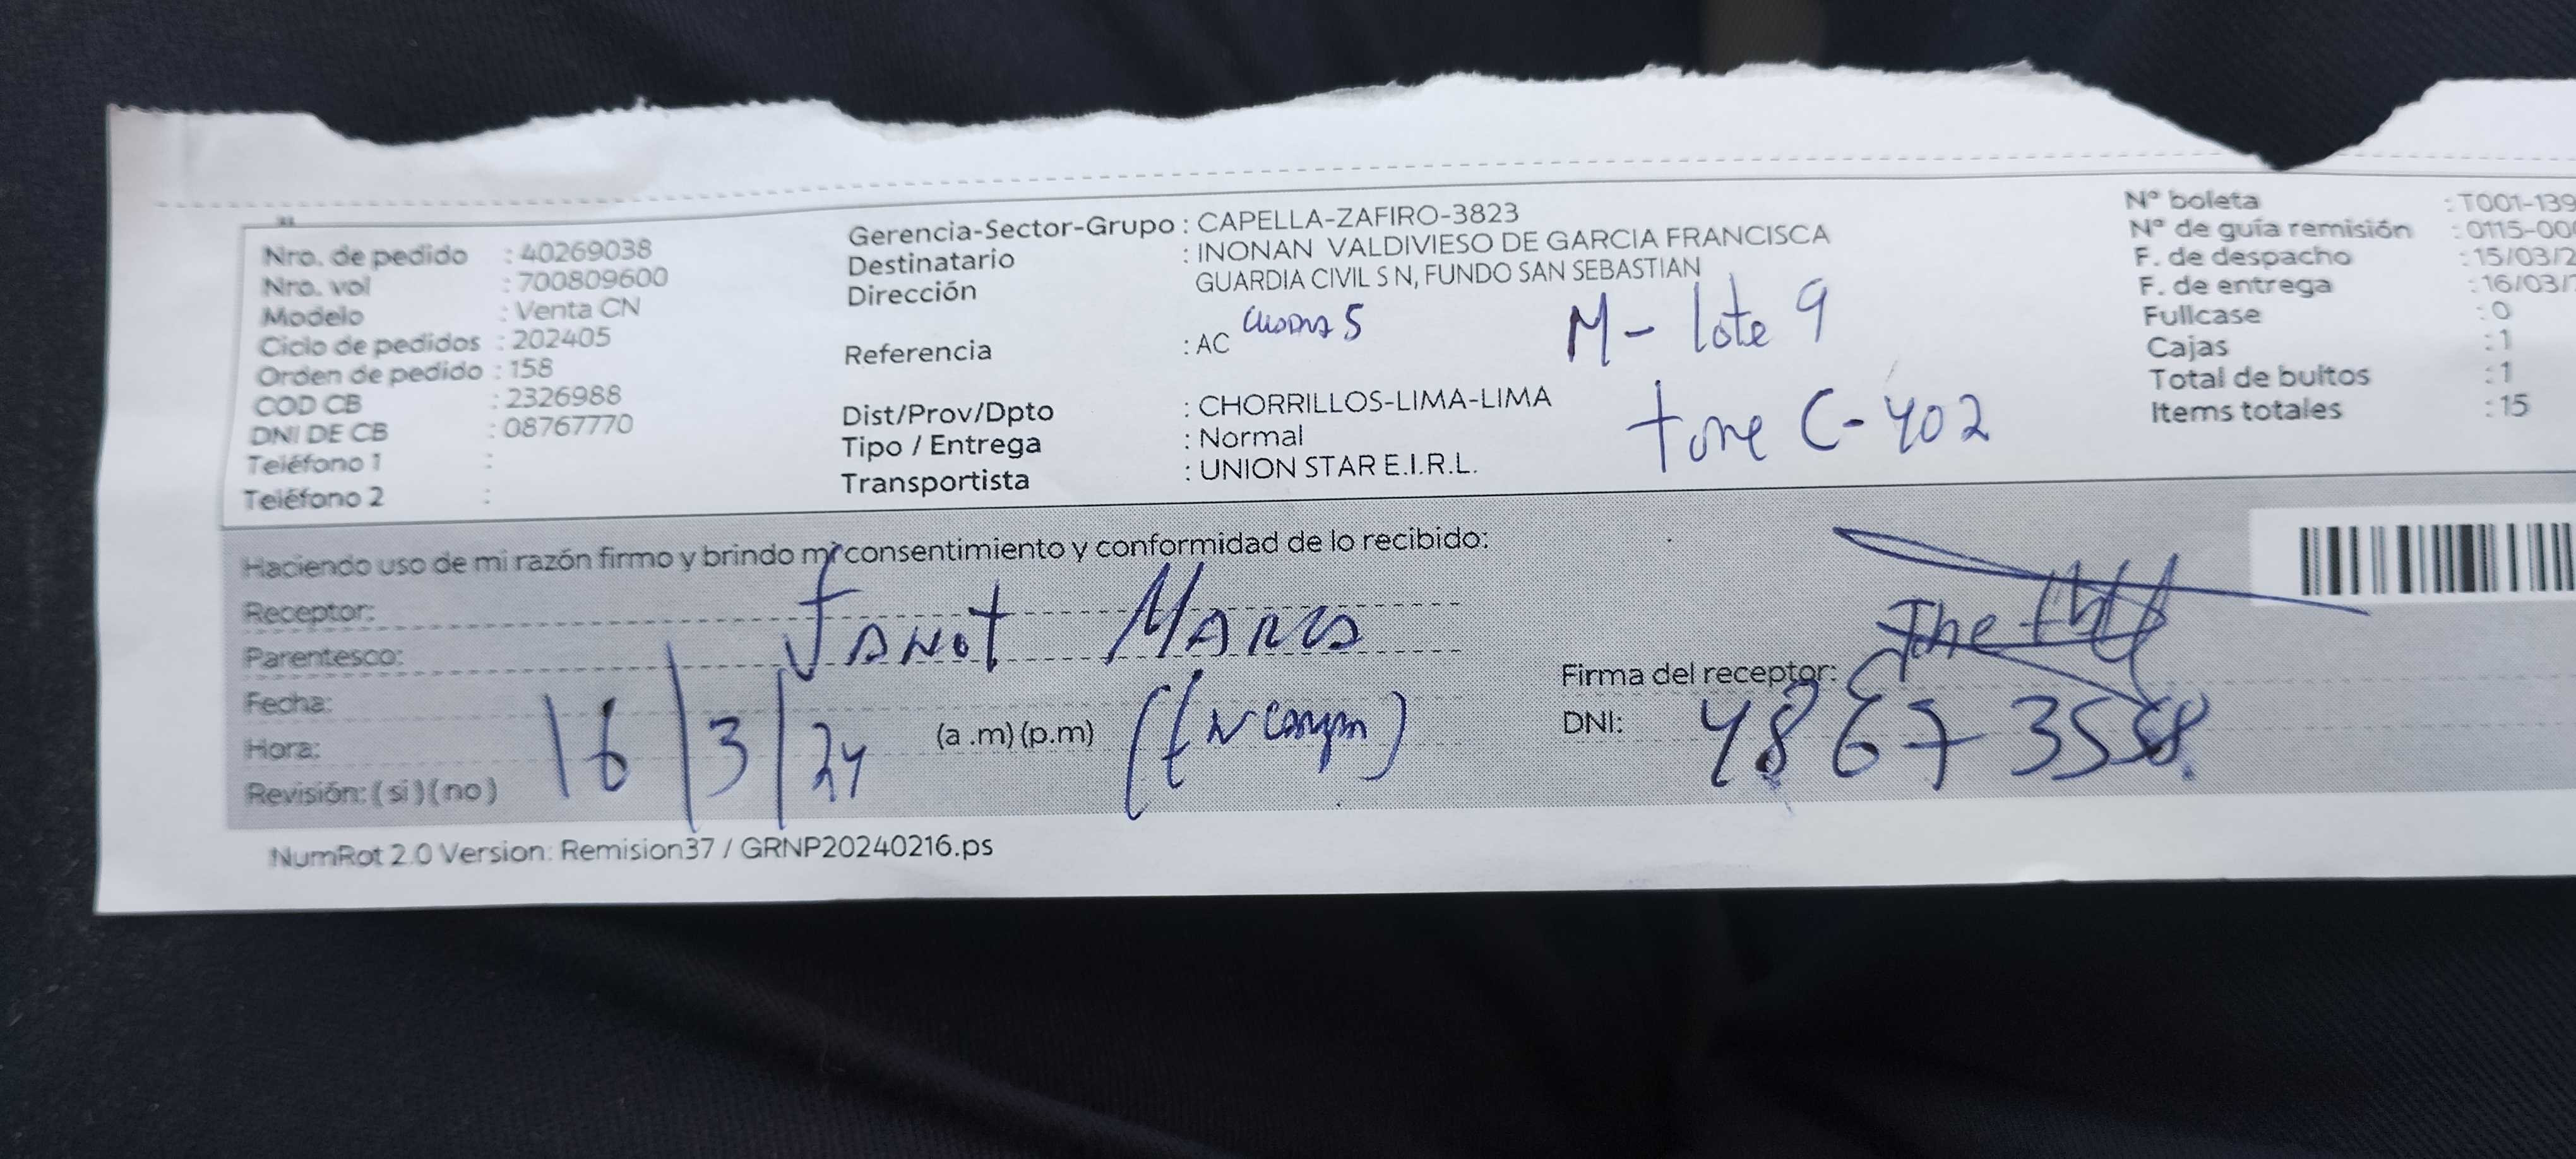 Nro. de pedido : 40269038
Nro. vol : 700809600
Modelo : Venta CN
Ciclo de pedidos : 202405
Orden de pedido : 158
COD CB : 2326988
DNI DE CB : 08767770
Teléfono 1 :
Teléfono 2 :
Gerencia-Sector-Grupo : CAPELLA-ZAFIRO-3823
Destinatario : INONAN VALDIVIESO DE GARCIA FRANCISCA
Dirección GUARDIA CIVIL S N, FUNDO SAN SEBASTIAN
5 M - lote 9
Referencia : AC
Dist/Prov/Dpto : CHORRILLOS-LIMA-LIMA
Tipo / Entrega : Normal
Transportista : UNION STAR E.I.R.L.
C-402
Nº boleta : T001-139
Nº de guía remisión : 0115-00
F. de despacho : 15/03/2
F. de entrega : 16/03/
Fullcase : 0
Cajas : 1
Total de bultos : 1
Items totales : 15
Haciendo uso de mi razón firmo y brindo mi consentimiento y conformidad de lo recibido:
Receptor:
Parentesco:
Fecha: 16/3/24
Hora: (a .m) (p.m)
Revisión: ( si ) ( no )
Firma del receptor:
DNI: 4867355
NumRot 2.0 Version: Remision37 / GRNP20240216.ps